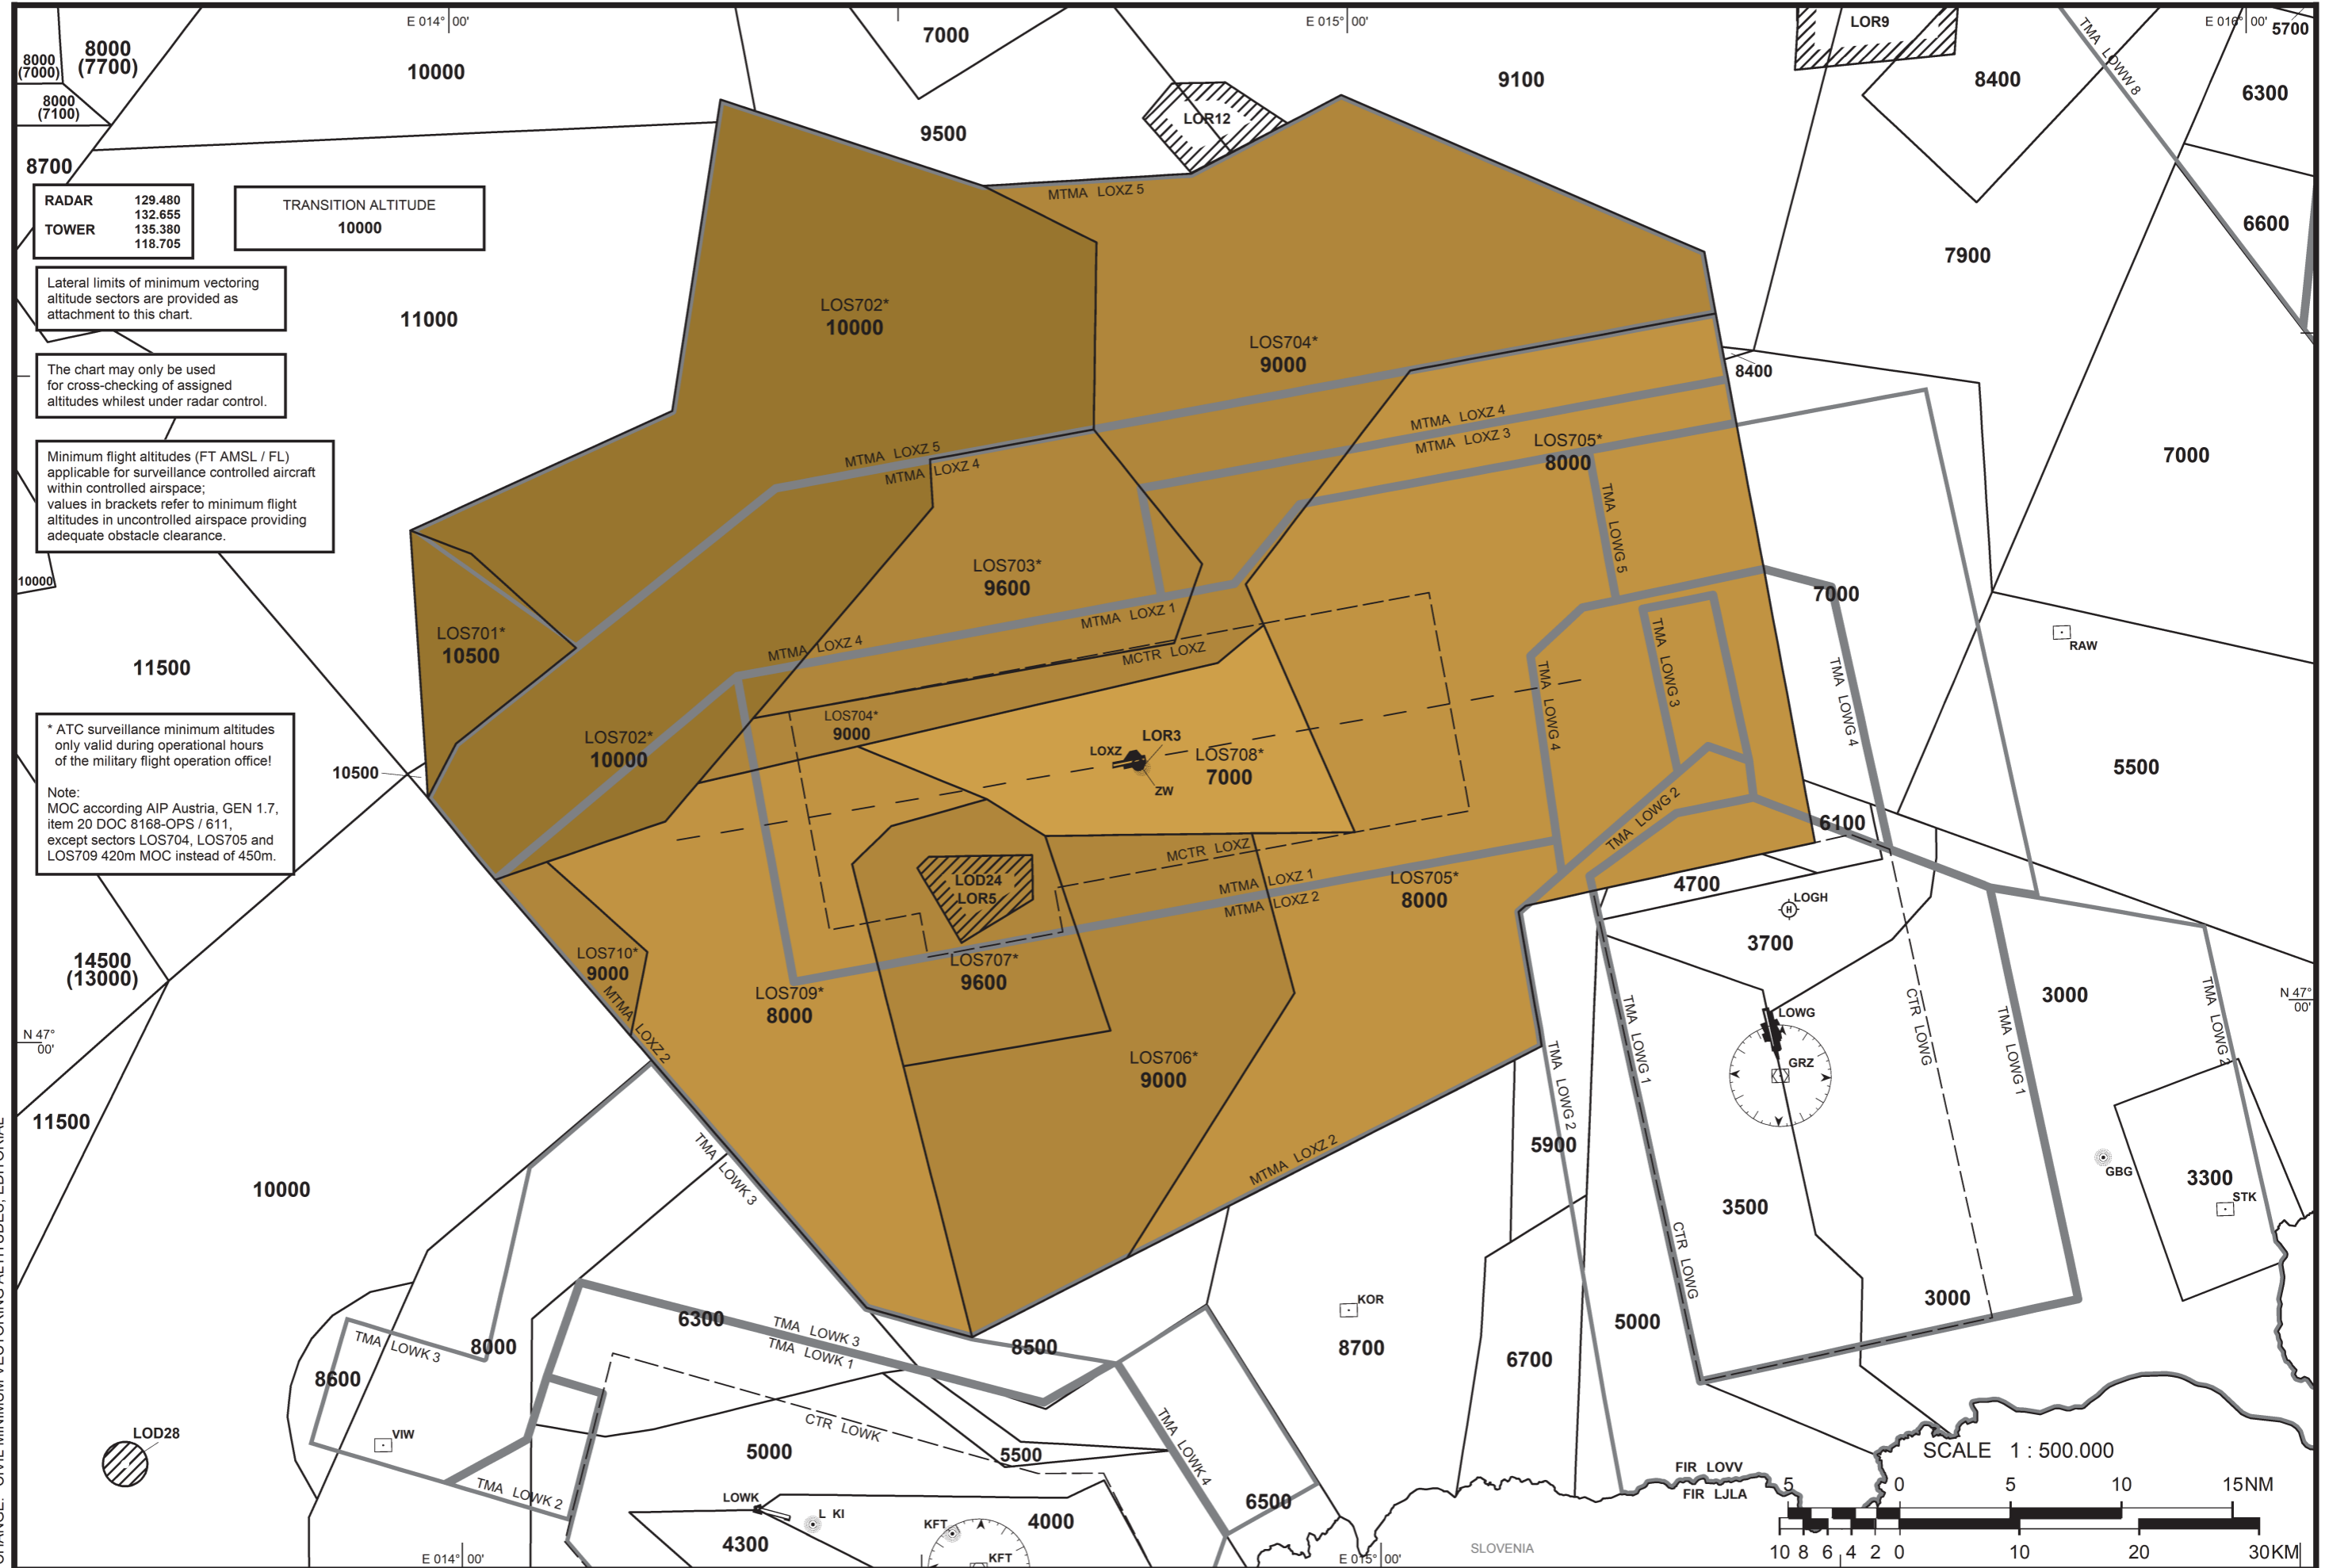 E 014° 00'
E 015° 00'
E 016° 00'
5700
LOR9
8000
(7700)
8000
(7000)
8000
(7100)
10000
7000
9100
8400
TMA LOWW 8
6300
LOR12
9500
8700
RADAR 129.480
132.655
TOWER 135.380
118.705
TRANSITION ALTITUDE
10000
MTMA LOXZ 5
6600
7900
Lateral limits of minimum vectoring
altitude sectors are provided as
attachment to this chart.
11000
LOS702*
10000
LOS704*
9000
The chart may only be used
for cross-checking of assigned
altitudes whilest under radar control.
8400
MTMA LOXZ 4
MTMA LOXZ 3
LOS705*
8000
Minimum flight altitudes (FT AMSL / FL)
applicable for surveillance controlled aircraft
within controlled airspace;
values in brackets refer to minimum flight
altitudes in uncontrolled airspace providing
adequate obstacle clearance.
MTMA LOXZ 5
MTMA LOXZ 4
7000
TMA LOWG 5
10000
LOS703*
9600
7000
MTMA LOXZ 1
MTMA LOXZ 4
MCTR LOXZ
LOS701*
10500
11500
RAW
TMA LOWG 3
TMA LOWG 4
TMA LOWG 4
* ATC surveillance minimum altitudes
only valid during operational hours
of the military flight operation office!
Note:
MOC according AIP Austria, GEN 1.7,
item 20 DOC 8168-OPS / 611,
except sectors LOS704, LOS705 and
LOS709 420m MOC instead of 450m.
10500
LOS702*
10000
LOS704*
9000
LOXZ
LOR3
ZW
LOS708*
7000
5500
TMA LOWG 2
6100
MCTR LOXZ
MTMA LOXZ 1
MTMA LOXZ 2
LOS705*
8000
LOD24
LOR5
4700
LOGH
H
3700
14500
(13000)
LOS710*
9000
LOS707*
9600
LOS709*
8000
MTMA LOXZ 2
3000
N 47°
00'
N 47°
00'
TMA LOWG 1
LOWG
GRZ
CTR LOWG
TMA LOWG 1
TMA LOWG 2
LOS706*
9000
TMA LOWG 2
11500
5900
10000
TMA LOWK 3
MTMA LOXZ 2
3500
GBG
3300
STK
CTR LOWG
KOR
3000
6300
TMA LOWK 3
TMA LOWK 1
8500
8700
5000
6700
TMA LOWK 3
8000
8600
LOD28
VIW
CTR LOWK
5000
5500
TMA LOWK 4
TMA LOWK 2
6500
LOWK
L KI
KFT
4000
4300
KFT
FIR LOVV
FIR LJLA
SLOVENIA
SCALE 1 : 500.000
5 0 5 10 15NM
10 8 6 4 2 0 10 20 30KM
E 014° 00'
E 015° 00'